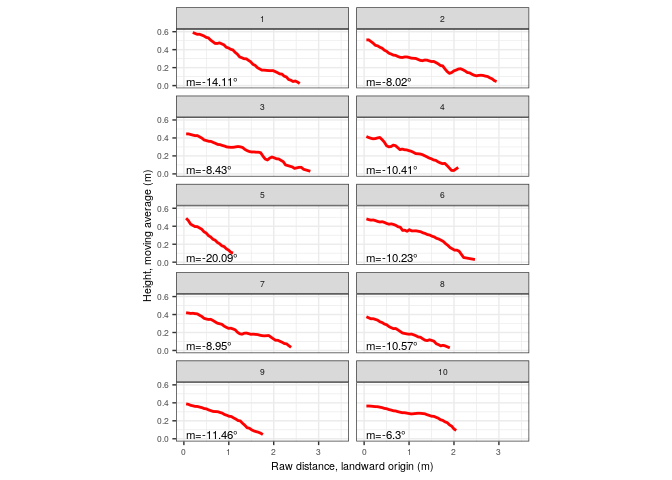 1
2
0.6
0.4
0.2
0.0
m=-14.11°
m=-8.02°
3
4
0.6
0.4
0.2
0.0
m=-8.43°
m=-10.41°
5
6
0.6
0.4
0.2
0.0
m=-20.09°
m=-10.23°
7
8
0.6
0.4
0.2
0.0
m=-8.95°
m=-10.57°
9
10
0.6
0.4
0.2
0.0
m=-11.46°
m=-6.3°
0 1 2 3
0 1 2 3
Raw distance, landward origin (m)
Height, moving average (m)